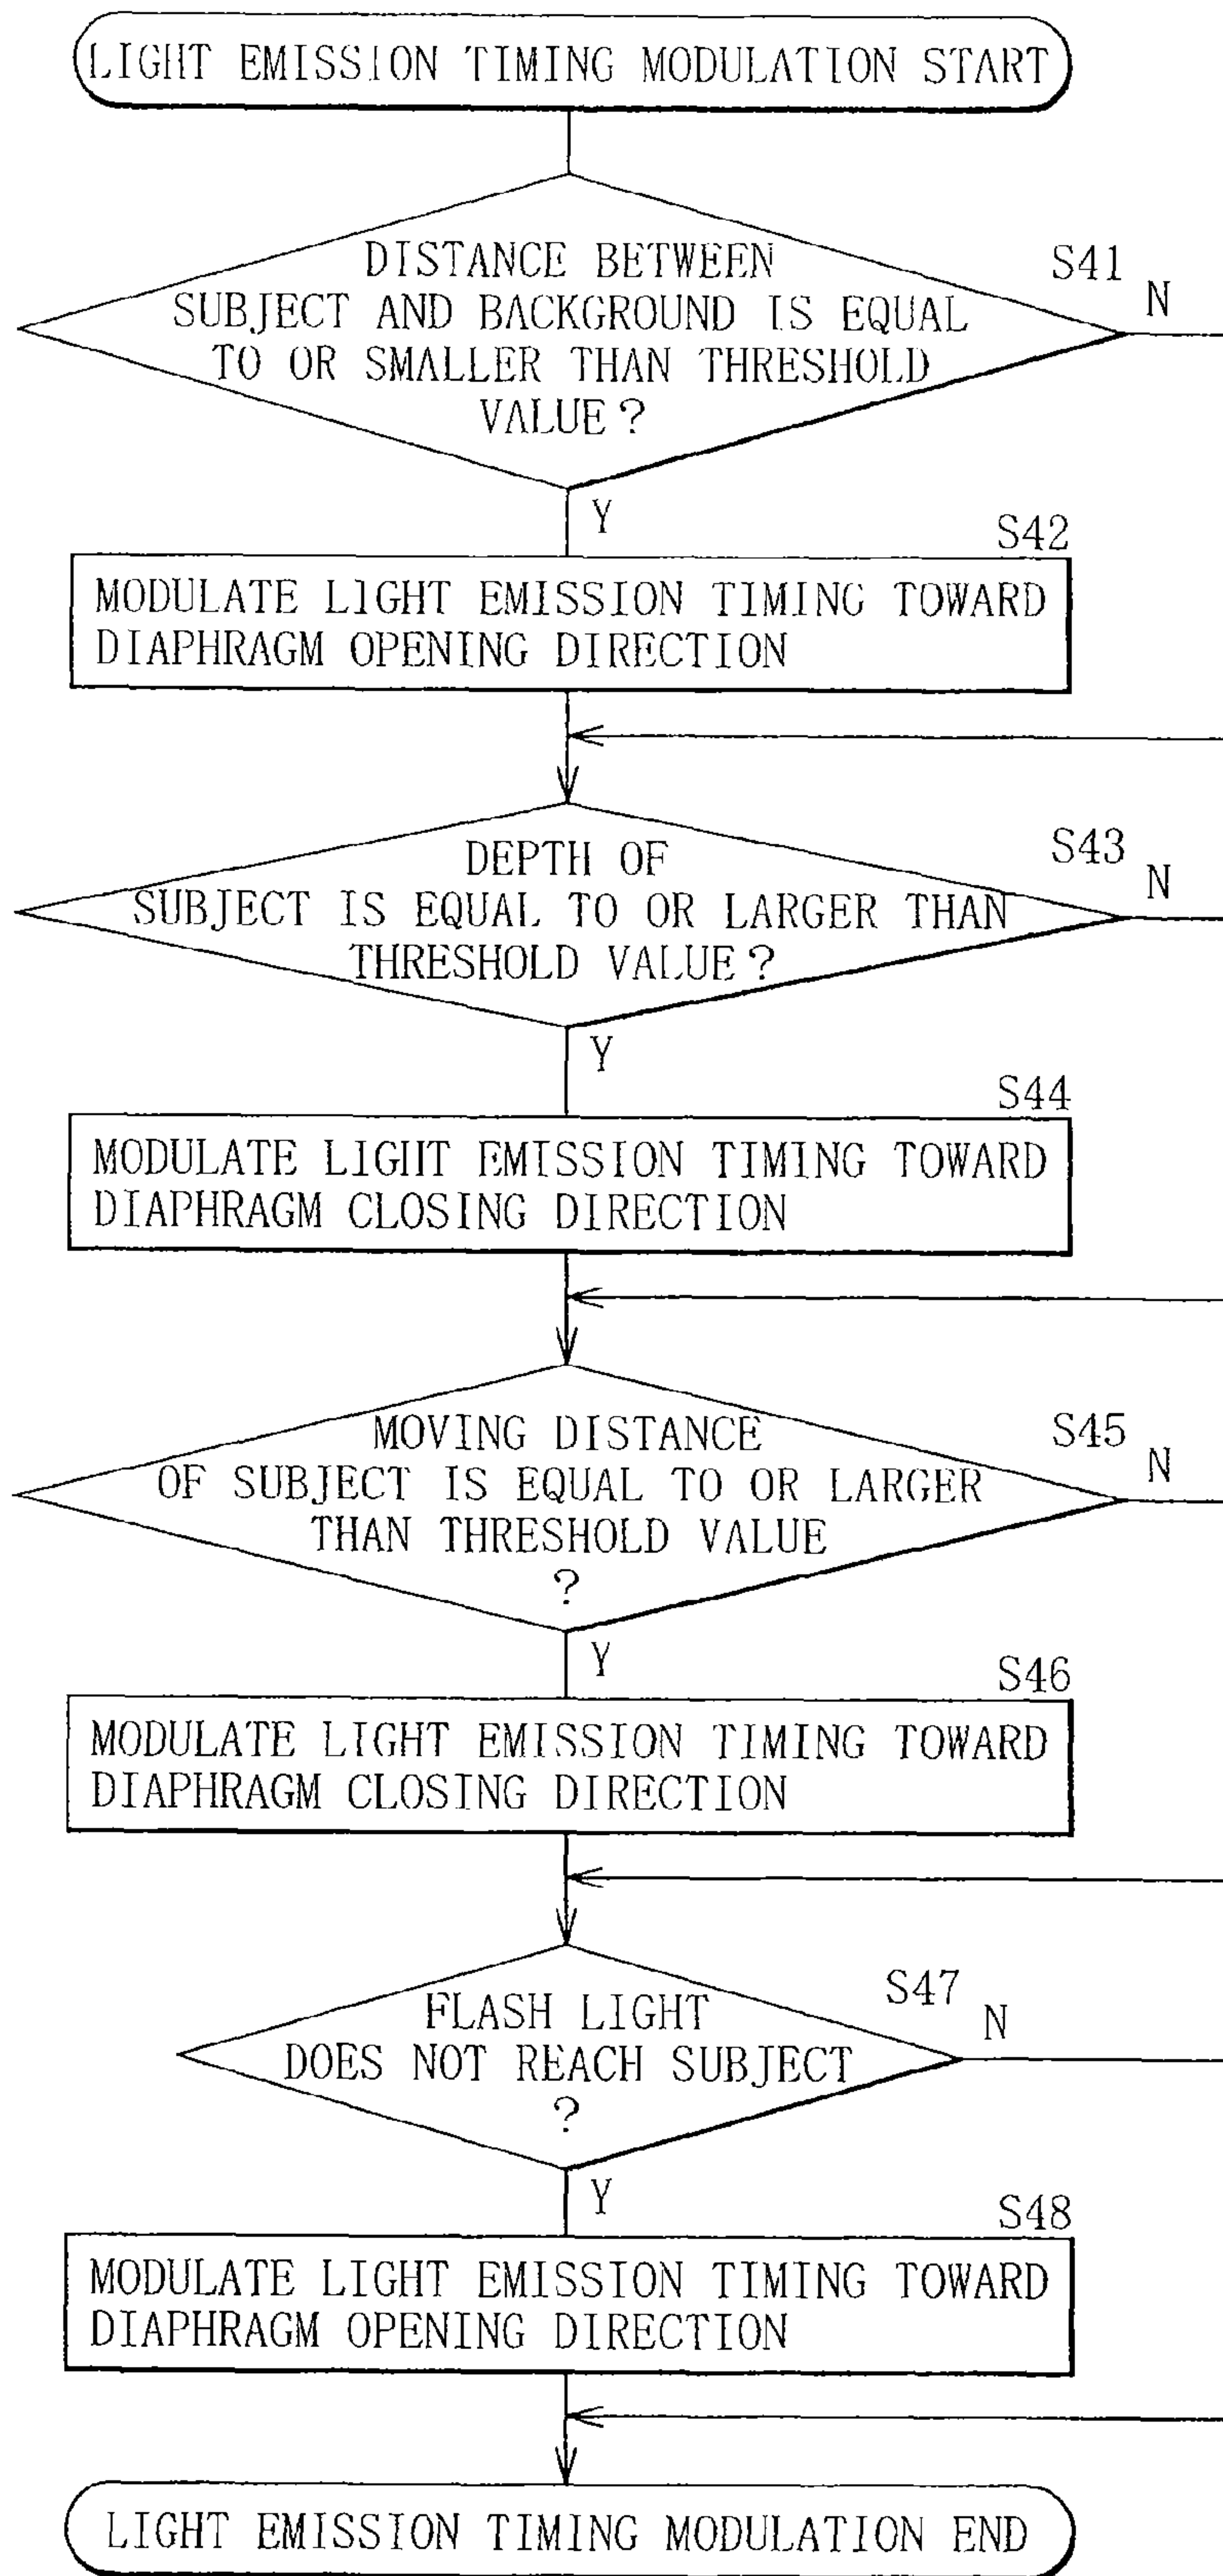 LIGHT EMISSION TIMING MODULATION START
DISTANCE BETWEEN
SUBJECT AND BACKGROUND IS EQUAL
TO OR SMALLER THAN THRESHOLD
VALUE?
S41
N
Y
S42
MODULATE LIGHT EMISSION TIMING TOWARD
DIAPHRAGM OPENING DIRECTION
DEPTH OF
SUBJECT IS EQUAL TO OR LARGER THAN
THRESHOLD VALUE?
S43
N
Y
S44
MODULATE LIGHT EMISSION TIMING TOWARD
DIAPHRAGM CLOSING DIRECTION
MOVING DISTANCE
OF SUBJECT IS EQUAL TO OR LARGER
THAN THRESHOLD VALUE
?
S45
N
Y
S46
MODULATE LIGHT EMISSION TIMING TOWARD
DIAPHRAGM CLOSING DIRECTION
FLASH LIGHT
DOES NOT REACH SUBJECT
?
S47
N
Y
S48
MODULATE LIGHT EMISSION TIMING TOWARD
DIAPHRAGM OPENING DIRECTION
LIGHT EMISSION TIMING MODULATION END